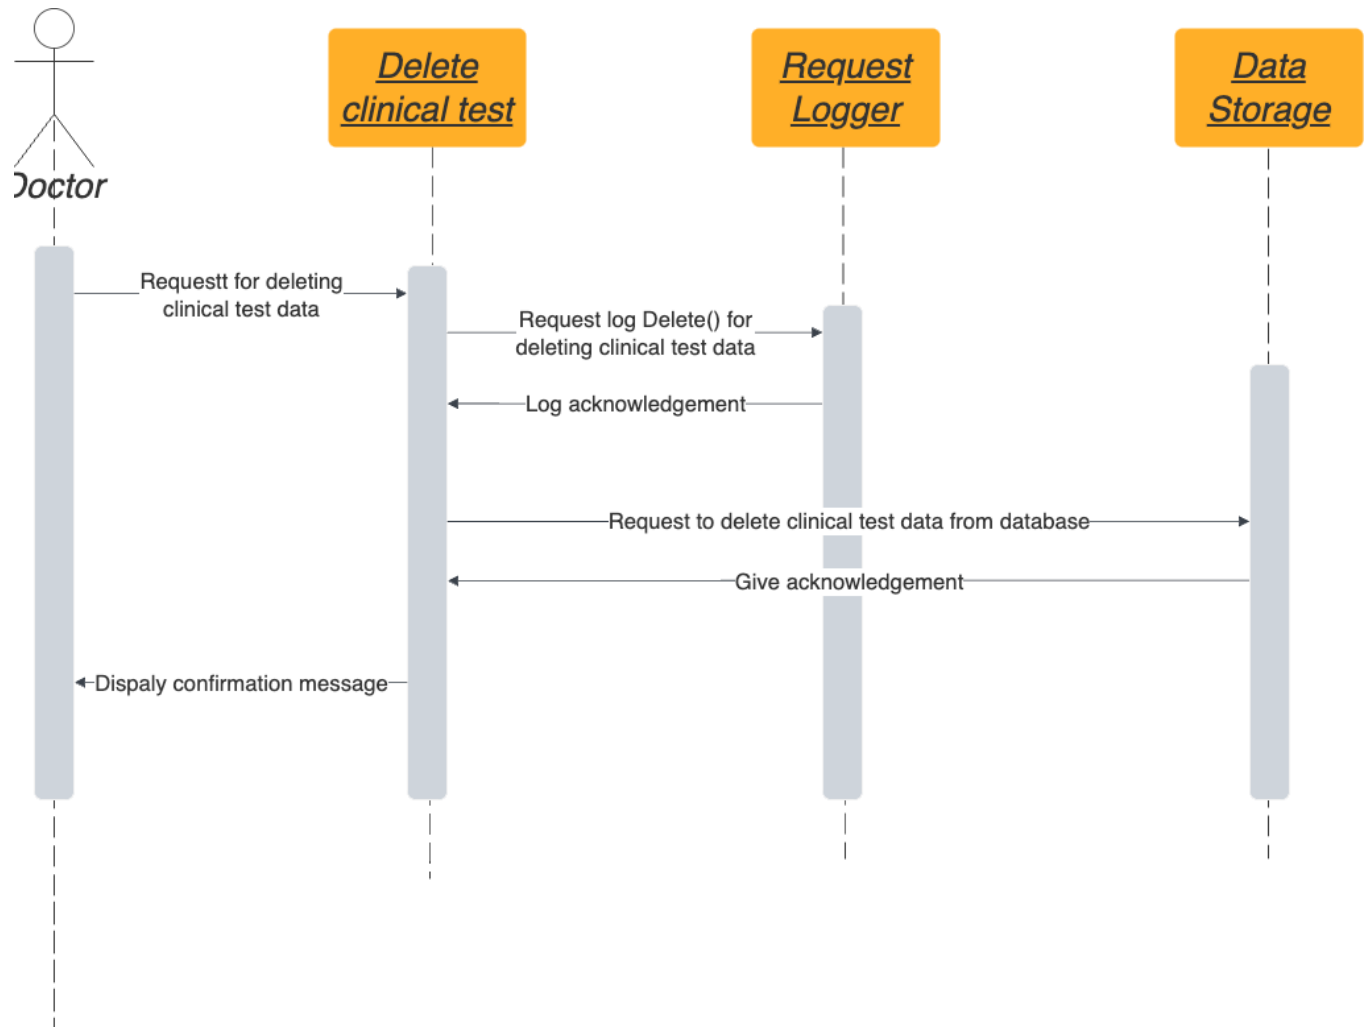 Delete
clinical test
Request
Logger
Data
Storage
Doctor
Requestt for deleting
clinical test data
Request log Delete() for
deleting clinical test data
Log acknowledgement
Request to delete clinical test data from database
Give acknowledgement
Dispaly confirmation message